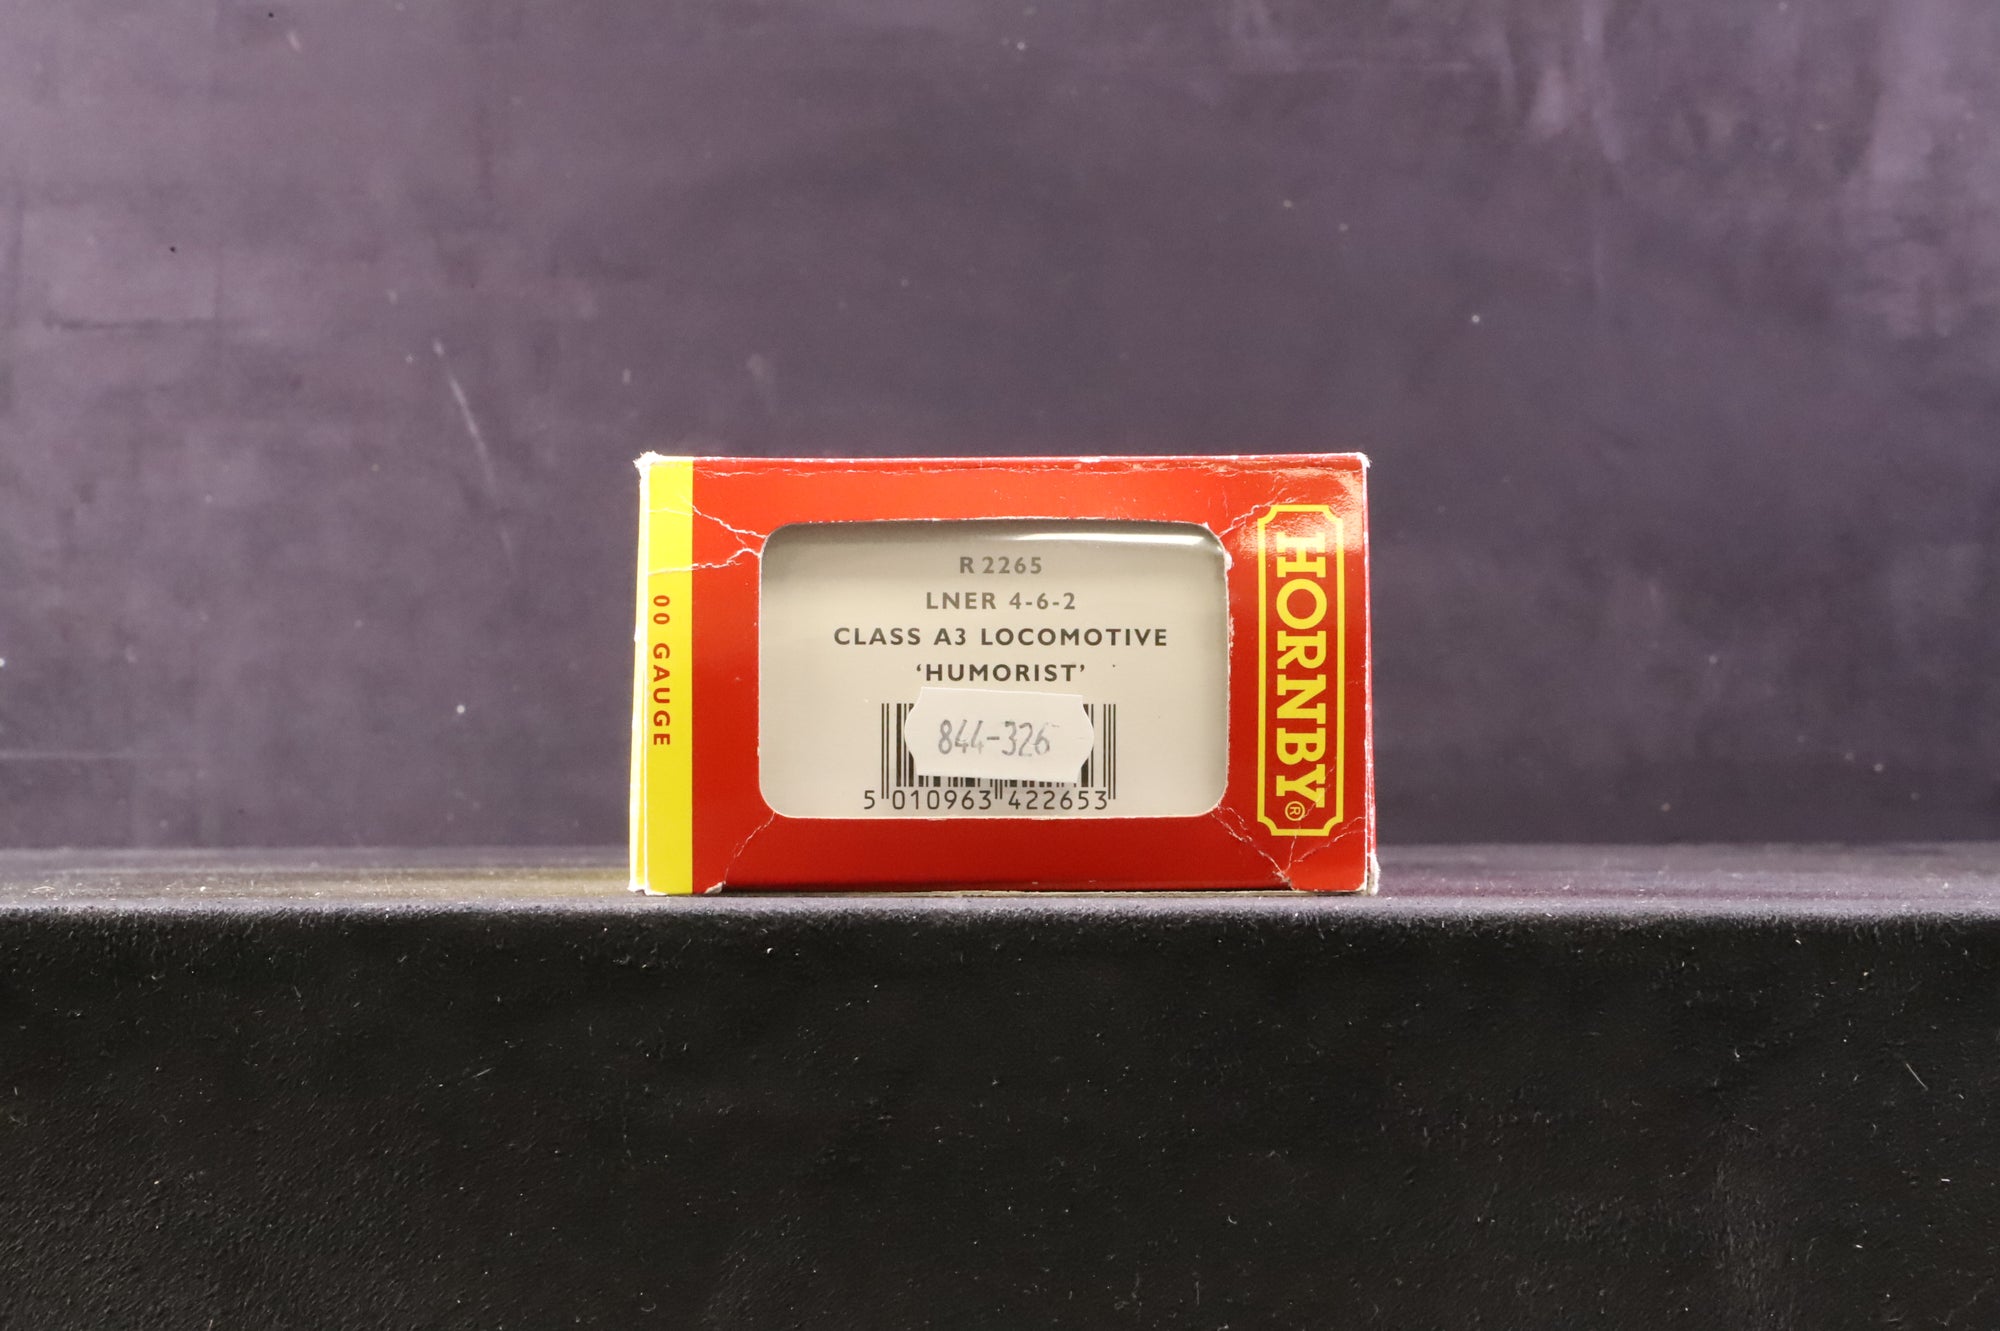 00 GAUGE
R 2265
LNER 4-6-2
CLASS A3 LOCOMOTIVE
‘HUMORIST’
844-326
5 010963 422653
HORNBY®